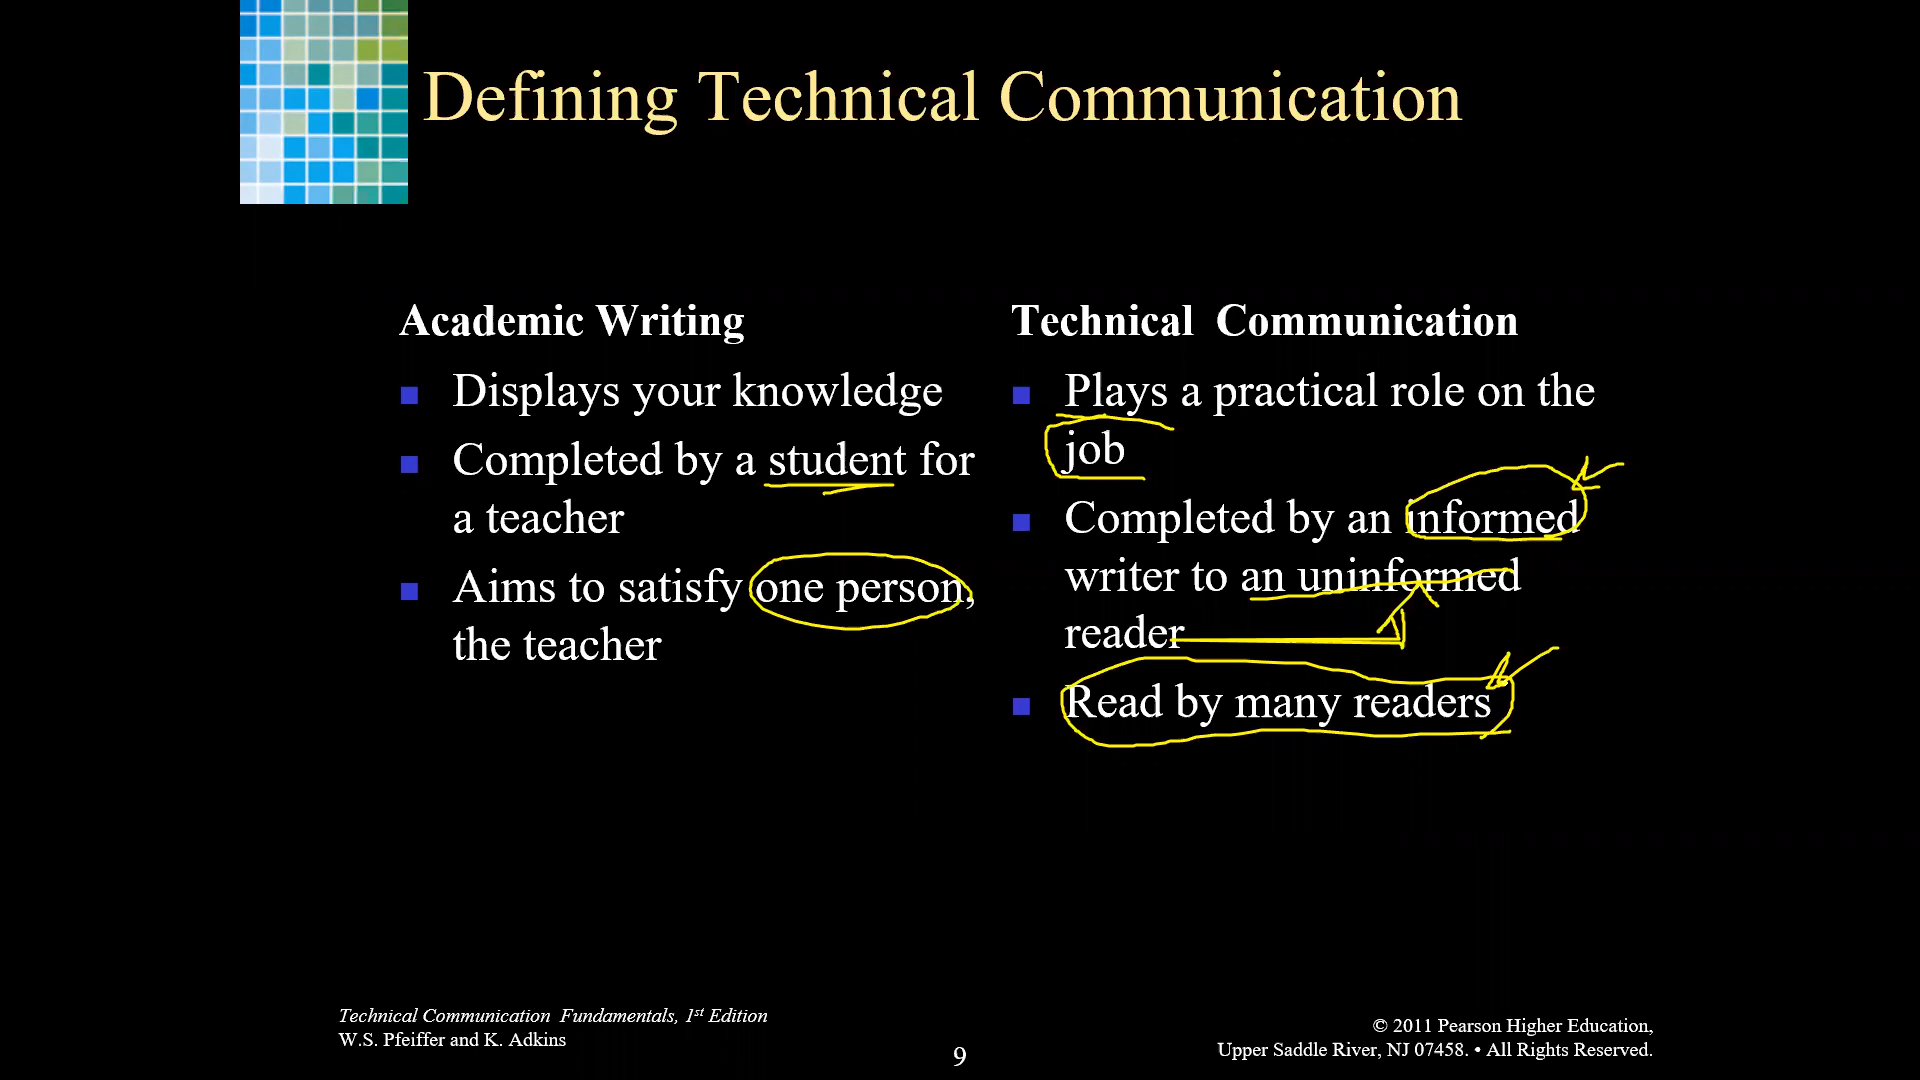 Defining Technical Communication
Academic Writing
Displays your knowledge
Completed by a student for
a teacher
Aims to satisfy one person,
the teacher
Technical Communication
Plays a practical role on the
job
Completed by an informed
writer to an uninformed
reader
Read by many readers
Technical Communication Fundamentals, 1st Edition
W.S. Pfeiffer and K. Adkins
9
© 2011 Pearson Higher Education,
Upper Saddle River, NJ 07458. • All Rights Reserved.